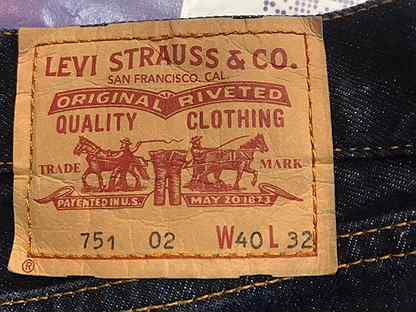 LEVI STRAUSS & CO.
SAN FRANCISCO, CAL.
ORIGINAL RIVETED
QUALITY CLOTHING
TRADE MARK
PATENTED IN U.S. MAY 20 1873
751 02 W40 L 32
®